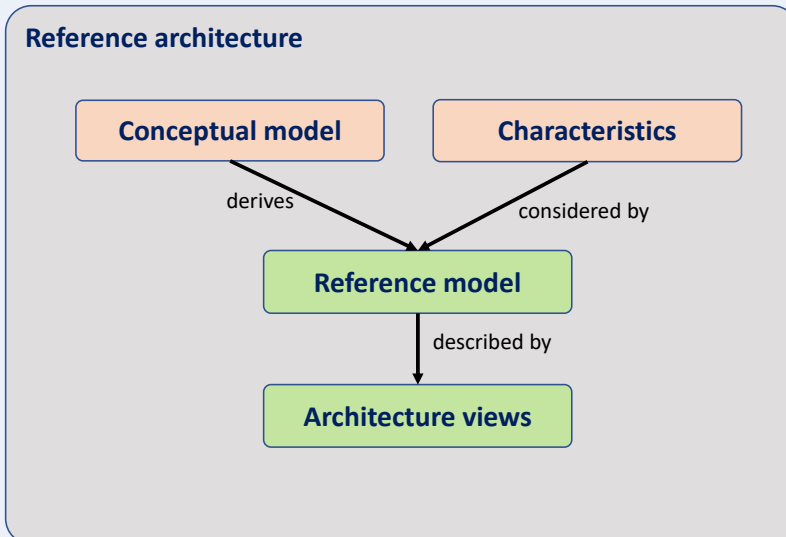 Reference architecture
Conceptual model
Characteristics
derives
considered by
Reference model
described by
Architecture views